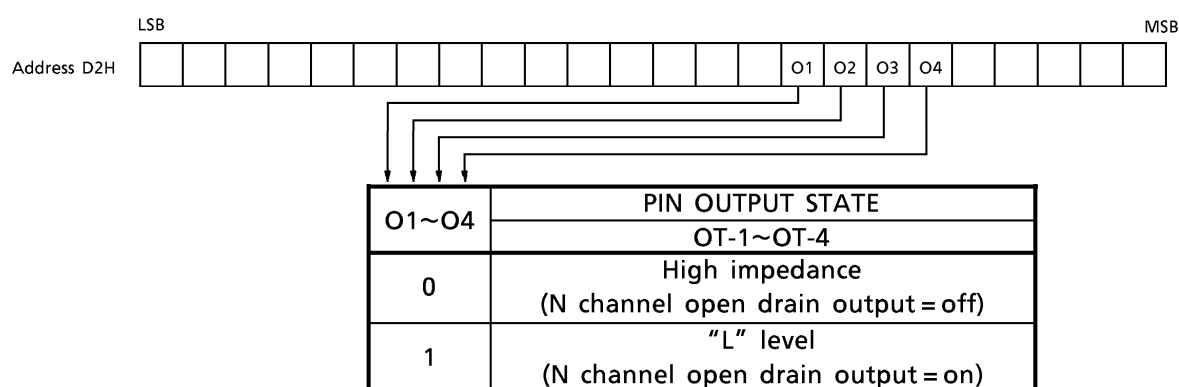 LSB MSB
Address D2H O1 O2 O3 O4
O1~O4 PIN OUTPUT STATE
OT-1~OT-4
0 High impedance
(N channel open drain output=off)
1 "L" level
(N channel open drain output=on)